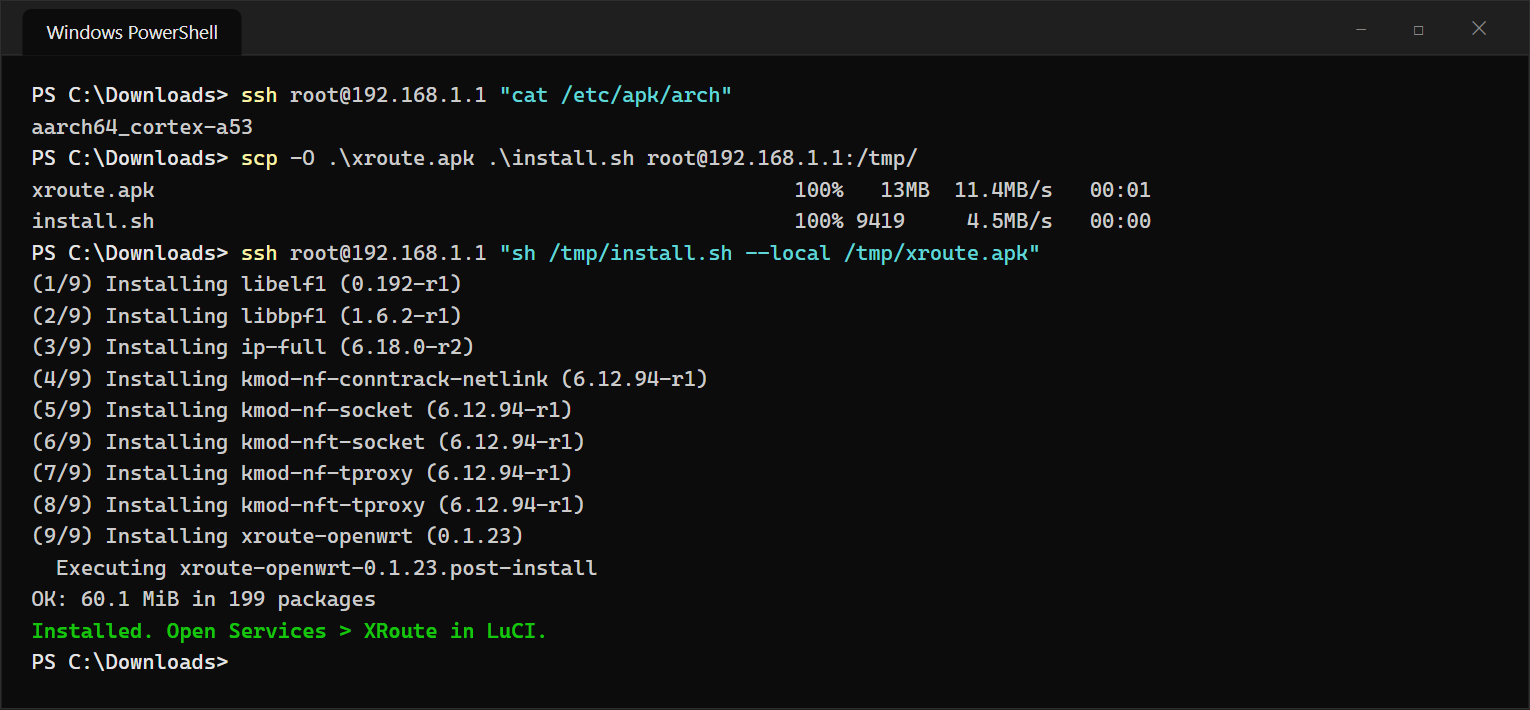 Windows PowerShell
PS C:\Downloads> ssh root@192.168.1.1 "cat /etc/apk/arch"
aarch64_cortex-a53
PS C:\Downloads> scp -O .\xroute.apk .\install.sh root@192.168.1.1:/tmp/
xroute.apk 100% 13MB 11.4MB/s 00:01
install.sh 100% 9419 4.5MB/s 00:00
PS C:\Downloads> ssh root@192.168.1.1 "sh /tmp/install.sh --local /tmp/xroute.apk"
(1/9) Installing libelf1 (0.192-r1)
(2/9) Installing libbpf1 (1.6.2-r1)
(3/9) Installing ip-full (6.18.0-r2)
(4/9) Installing kmod-nf-conntrack-netlink (6.12.94-r1)
(5/9) Installing kmod-nf-socket (6.12.94-r1)
(6/9) Installing kmod-nft-socket (6.12.94-r1)
(7/9) Installing kmod-nf-tproxy (6.12.94-r1)
(8/9) Installing kmod-nft-tproxy (6.12.94-r1)
(9/9) Installing xroute-openwrt (0.1.23)
  Executing xroute-openwrt-0.1.23.post-install
OK: 60.1 MiB in 199 packages
Installed. Open Services > XRoute in LuCI.
PS C:\Downloads>